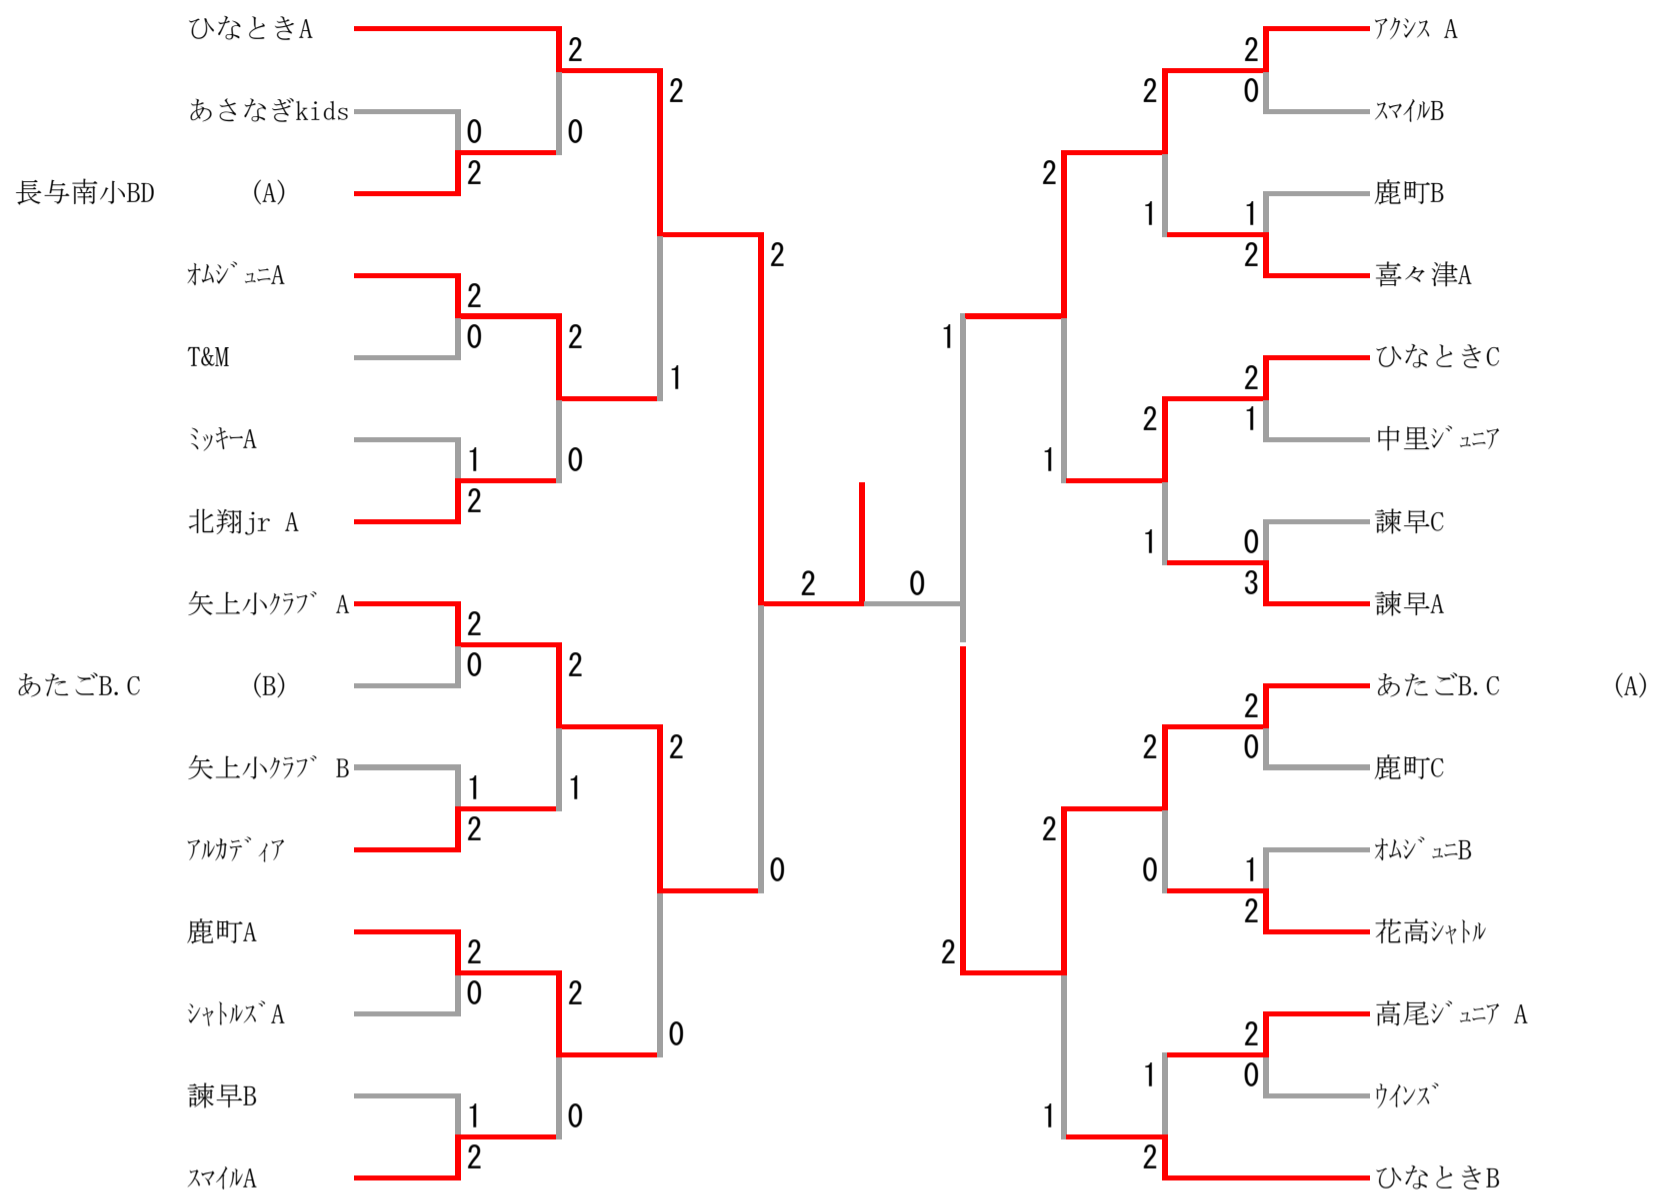 ひなときA
2
2
あさなぎkids
0
0
2
長与南小BD (A)
ｵﾑｼﾞｭﾆA
2
2
2
0
T&M
1
ﾐｯｷｰA
1
0
2
北翔jr A
矢上小ｸﾗﾌﾞ A
2
2
0
あたごB.C (B)
2
矢上小ｸﾗﾌﾞ B
1
1
2
ｱﾙｶﾃﾞｨｱ
0
鹿町A
2
2
0
ｼｬﾄﾙｽﾞA
0
諫早B
1
0
2
ｽﾏｲﾙA
2
0
1
2
ｱｸｼｽ A
2
2
0
ｽﾏｲﾙB
2
鹿町B
1
1
2
喜々津A
ひなときC
2
2
1
中里ｼﾞｭﾆｱ
1
諫早C
1
0
3
諫早A
あたごB.C (A)
2
2
0
鹿町C
2
ｵﾑｼﾞｭﾆB
0
1
2
花高ｼｬﾄﾙ
高尾ｼﾞｭﾆｱ A
2
1
0
ｳｲﾝｽﾞ
1
2
ひなときB